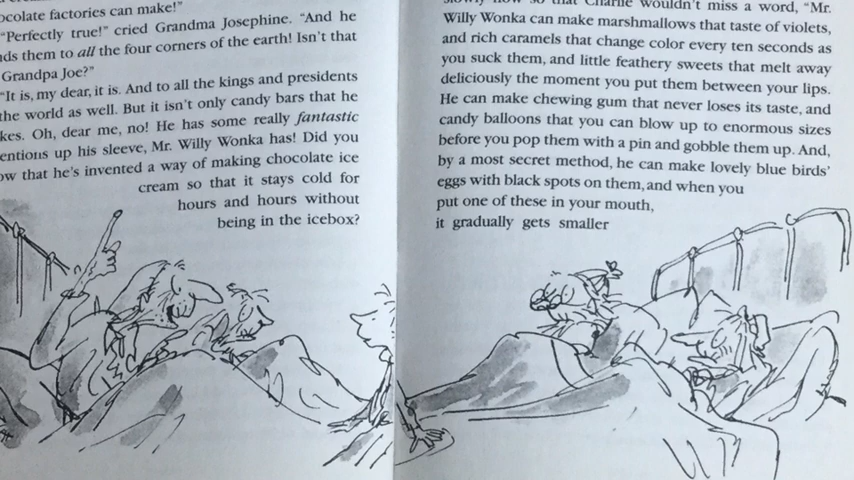 ocolate factories can make!"
"Perfectly true!" cried Grandma Josephine. "And he
ds them to all the four corners of the earth! Isn't that
Grandpa Joe?"
"It is, my dear, it is. And to all the kings and presidents
the world as well. But it isn't only candy bars that he
kes. Oh, dear me, no! He has some really fantastic
entions up his sleeve, Mr. Willy Wonka has! Did you
ow that he's invented a way of making chocolate ice
cream so that it stays cold for
hours and hours without
being in the icebox?
slowly now so that Charlie wouldn't miss a word, "Mr.
Willy Wonka can make marshmallows that taste of violets,
and rich caramels that change color every ten seconds as
you suck them, and little feathery sweets that melt away
deliciously the moment you put them between your lips.
He can make chewing gum that never loses its taste, and
candy balloons that you can blow up to enormous sizes
before you pop them with a pin and gobble them up. And,
by a most secret method, he can make lovely blue birds'
eggs with black spots on them, and when you
put one of these in your mouth,
it gradually gets smaller